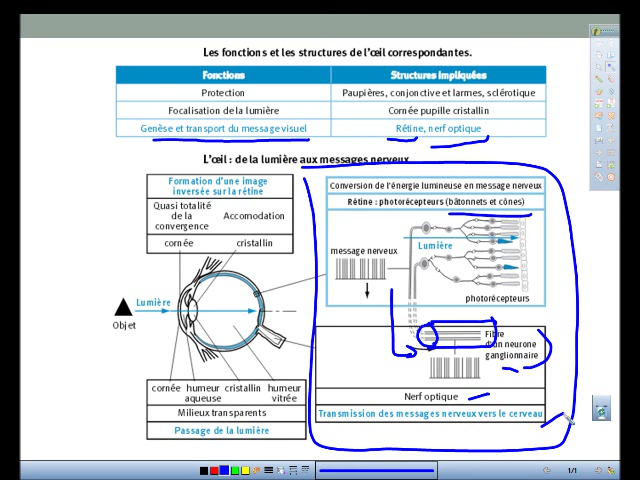 Les fonctions et les structures de l'œil correspondantes.
Fonctions Structures impliquées
Protection Paupières, conjonctive et larmes, sclérotique
Focalisation de la lumière Cornée pupille cristallin
Genèse et transport du message visuel Rétine, nerf optique
L'œil : de la lumière aux messages nerveux
Formation d'une image
inversée sur la rétine
Quasi totalité
de la
convergence
Accomodation
cornée cristallin
Conversion de l'énergie lumineuse en message nerveux
Rétine : photorécepteurs (bâtonnets et cônes)
Lumière
message nerveux
photorécepteurs
Lumière
Objet
Fibre
d'un neurone
ganglionnaire
cornée humeur
aqueuse
cristallin humeur
vitrée
Milieux transparents
Passage de la lumière
Nerf optique
Transmission des messages nerveux vers le cerveau
1/1